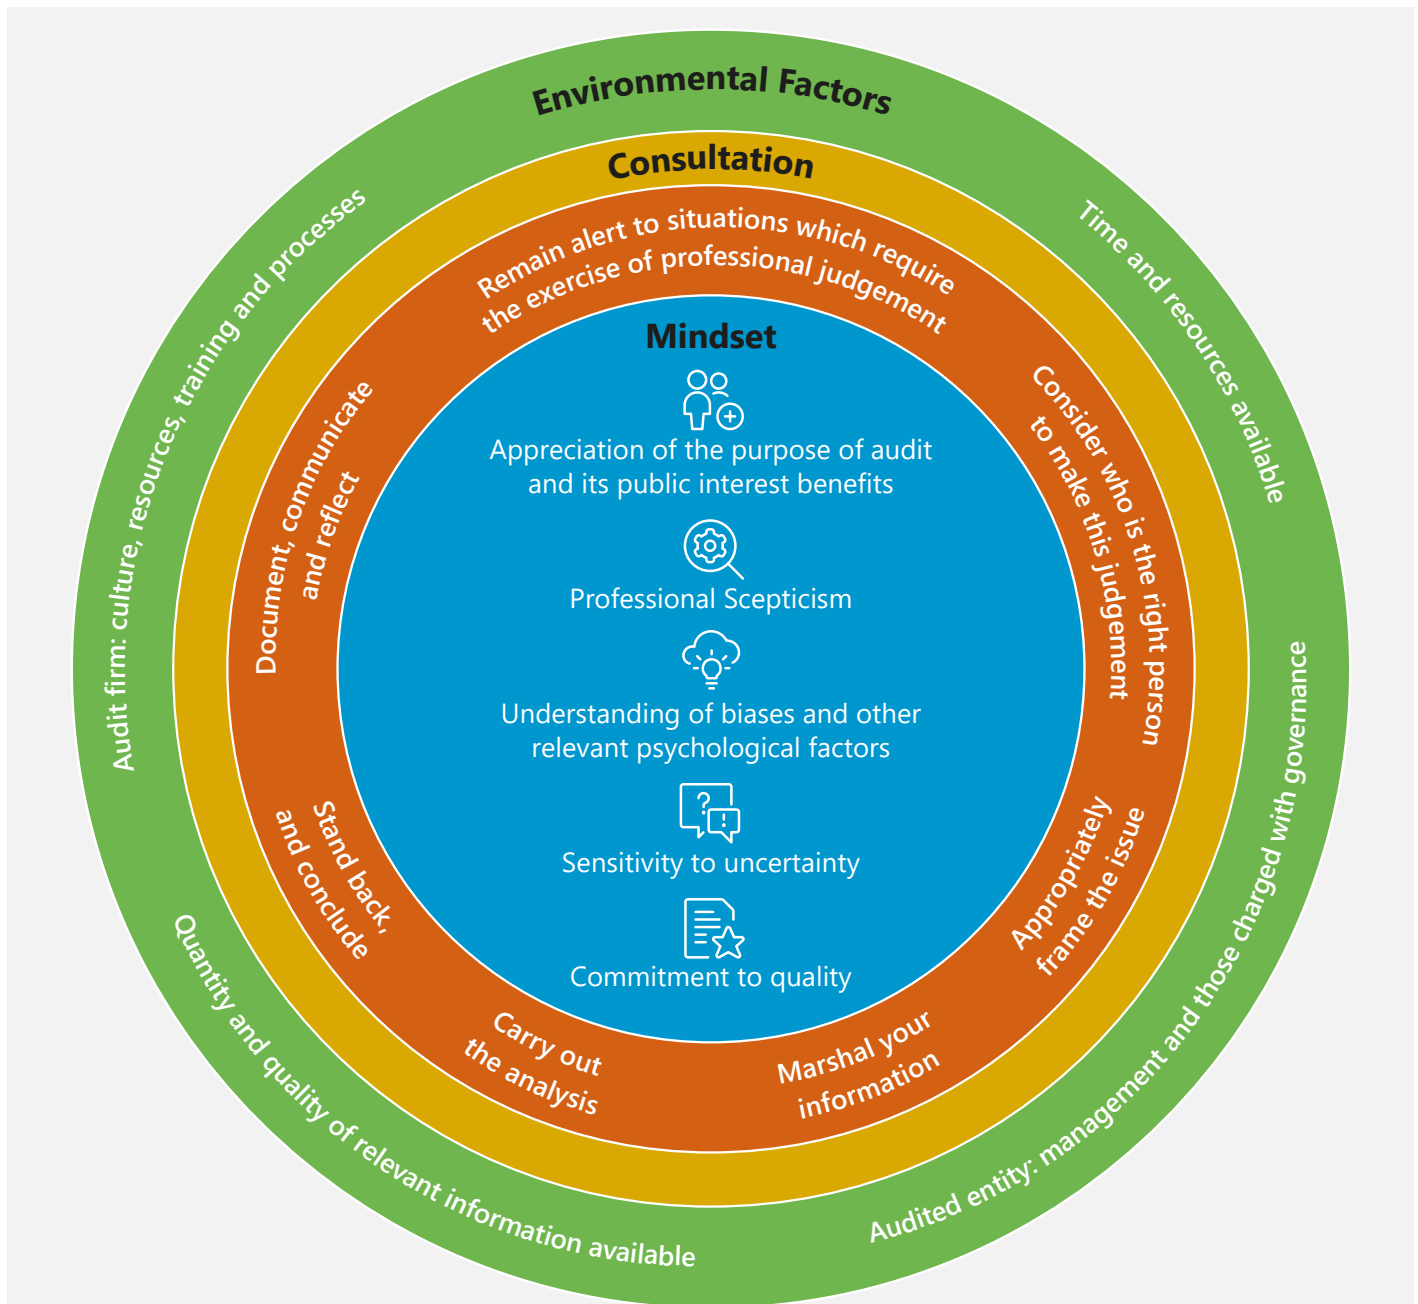 Environmental Factors
Time and resources available
Audited entity: management and those charged with governance
Quantity and quality of relevant information available
Audit firm: culture, resources, training and processes
Consultation
Remain alert to situations which require
the exercise of professional judgement
Consider who is the right person
to make this judgement
Appropriately
frame the issue
Marshal your
information
Carry out
the analysis
Stand back,
and conclude
Document, communicate
and reflect
Mindset
Appreciation of the purpose of audit
and its public interest benefits
Professional Scepticism
Understanding of biases and other
relevant psychological factors
Sensitivity to uncertainty
Commitment to quality